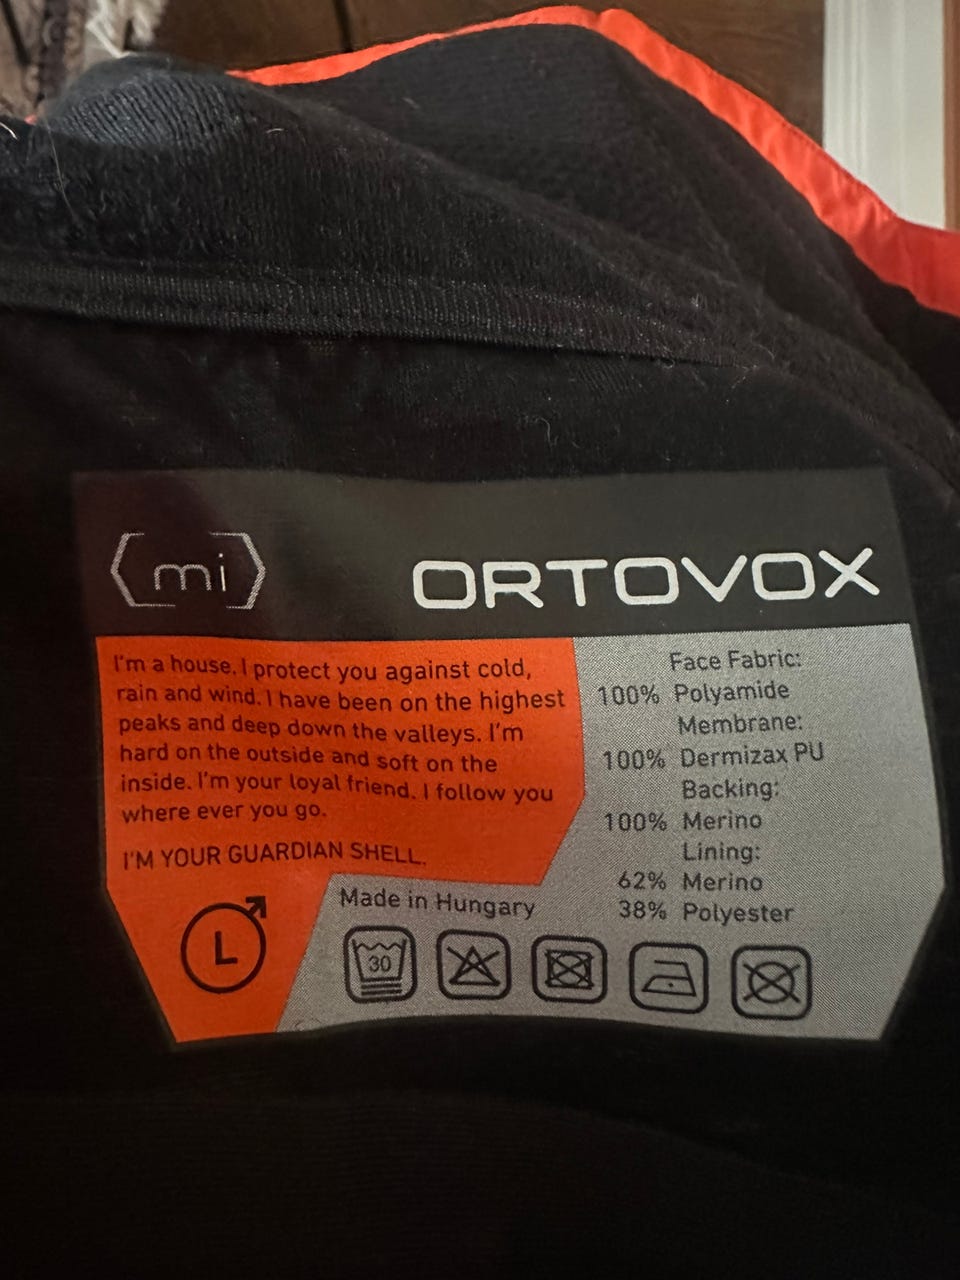 mi
ORTOVOX
I'm a house. I protect you against cold,
rain and wind. I have been on the highest
peaks and deep down the valleys. I'm
hard on the outside and soft on the
inside. I'm your loyal friend. I follow you
where ever you go.
I'M YOUR GUARDIAN SHELL.
L
Face Fabric:
100% Polyamide
Membrane:
100% Dermizax PU
Backing:
100% Merino
Lining:
62% Merino
38% Polyester
Made in Hungary
30